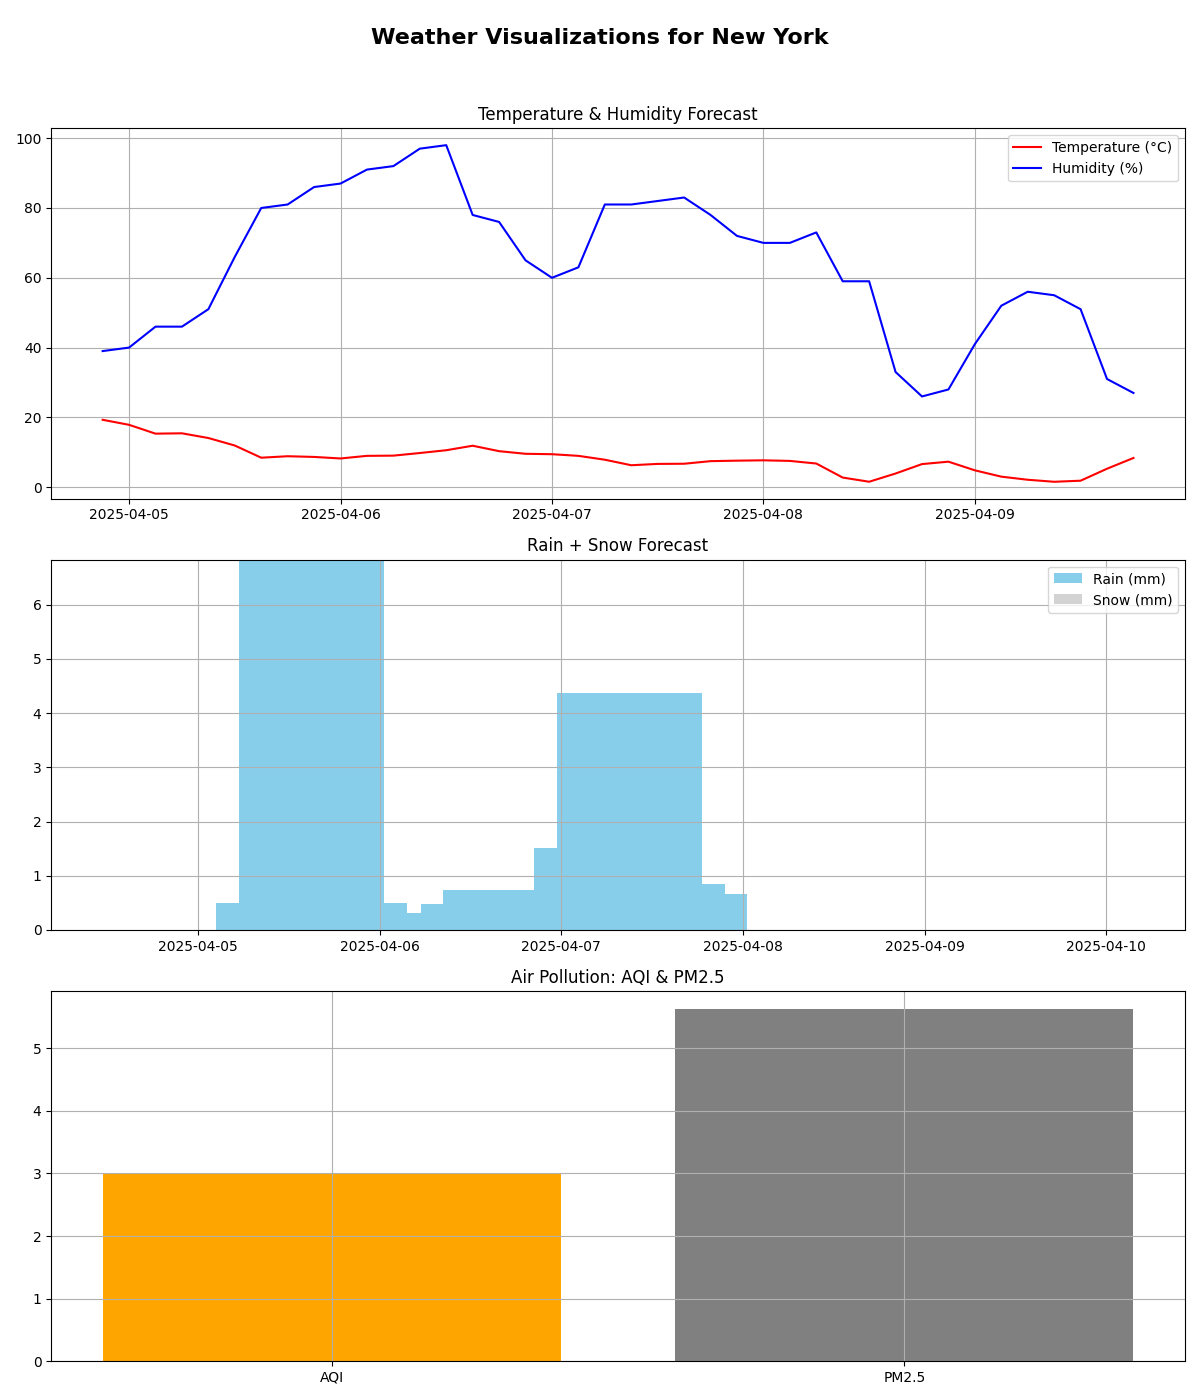 Weather Visualizations for New York
Temperature & Humidity Forecast
100
80
60
40
20
0
Temperature (°C)
Humidity (%)
2025-04-05 2025-04-06 2025-04-07 2025-04-08 2025-04-09
Rain + Snow Forecast
6
5
4
3
2
1
0
Rain (mm)
Snow (mm)
2025-04-05 2025-04-06 2025-04-07 2025-04-08 2025-04-09 2025-04-10
Air Pollution: AQI & PM2.5
5
4
3
2
1
0
AQI PM2.5